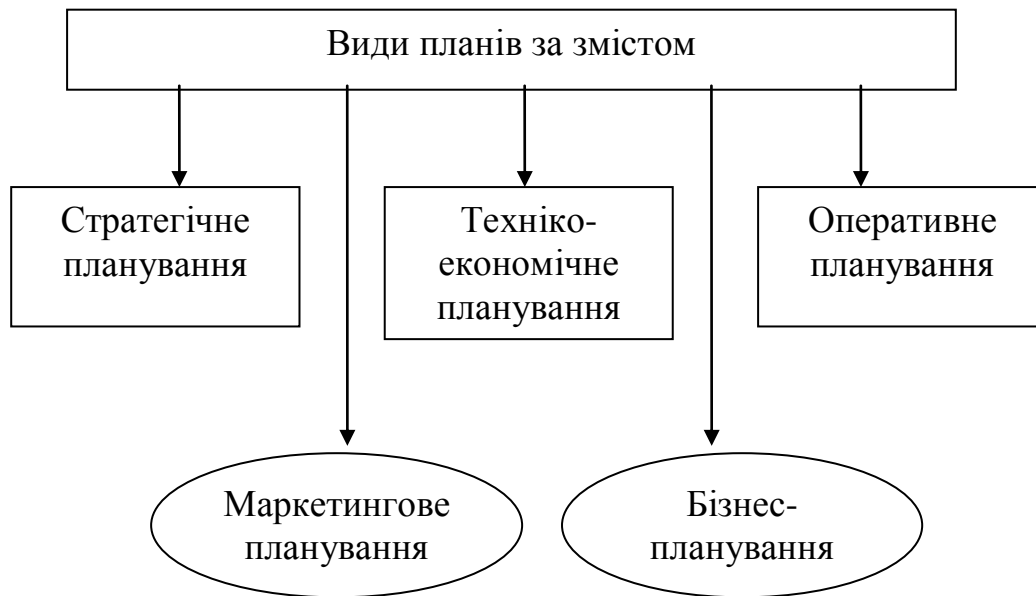 Види планів за змістом
Стратегічне
планування
Техніко-
економічне
планування
Оперативне
планування
Маркетингове
планування
Бізнес-
планування